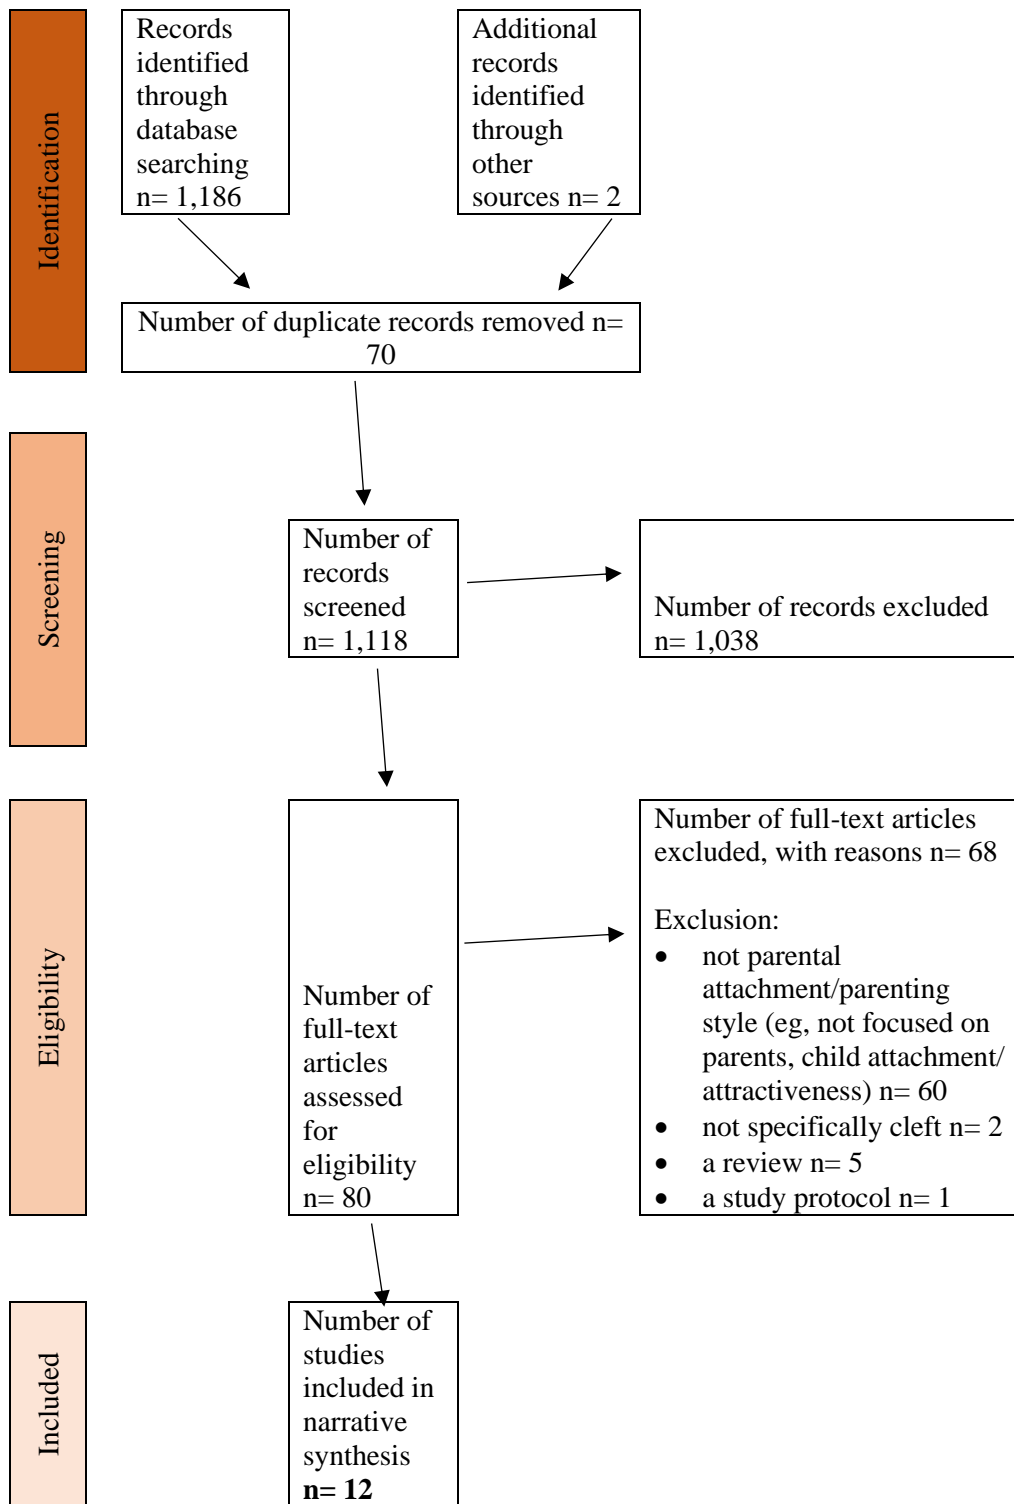 Identification
Records
identified
through
database
searching
n= 1,186
Additional
records
identified
through
other
sources n= 2
Number of duplicate records removed n=
70
Screening
Number of
records
screened
n= 1,118
Number of records excluded
n= 1,038
Eligibility
Number of
full-text
articles
assessed
for
eligibility
n= 80
Number of full-text articles
excluded, with reasons n= 68
Exclusion:
• not parental
attachment/parenting
style (eg, not focused on
parents, child attachment/
attractiveness) n= 60
• not specifically cleft n= 2
• a review n= 5
• a study protocol n= 1
Included
Number of
studies
included in
narrative
synthesis
n= 12